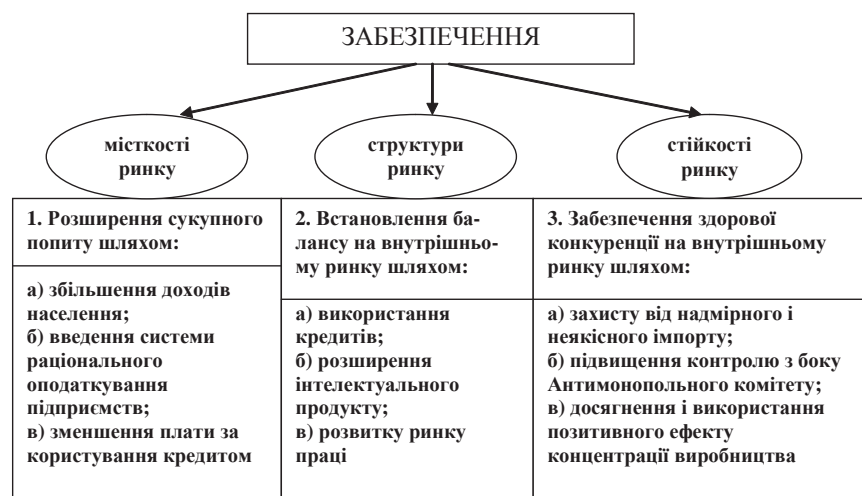 ЗАБЕЗПЕЧЕННЯ
місткості
ринку
структури
ринку
стійкості
ринку
1. Розширення сукупного
попиту шляхом:
а) збільшення доходів
населення;
б) введення системи
раціонального
оподаткування
підприємств;
в) зменшення плати за
користування кредитом
2. Встановлення ба-
лансу на внутрішньо-
му ринку шляхом:
а) використання
кредитів;
б) розширення
інтелектуального
продукту;
в) розвитку ринку
праці
3. Забезпечення здорової
конкуренції на внутрішньому
ринку шляхом:
а) захисту від надмірного і
неякісного імпорту;
б) підвищення контролю з боку
Антимонопольного комітету;
в) досягнення і використання
позитивного ефекту
концентрації виробництва